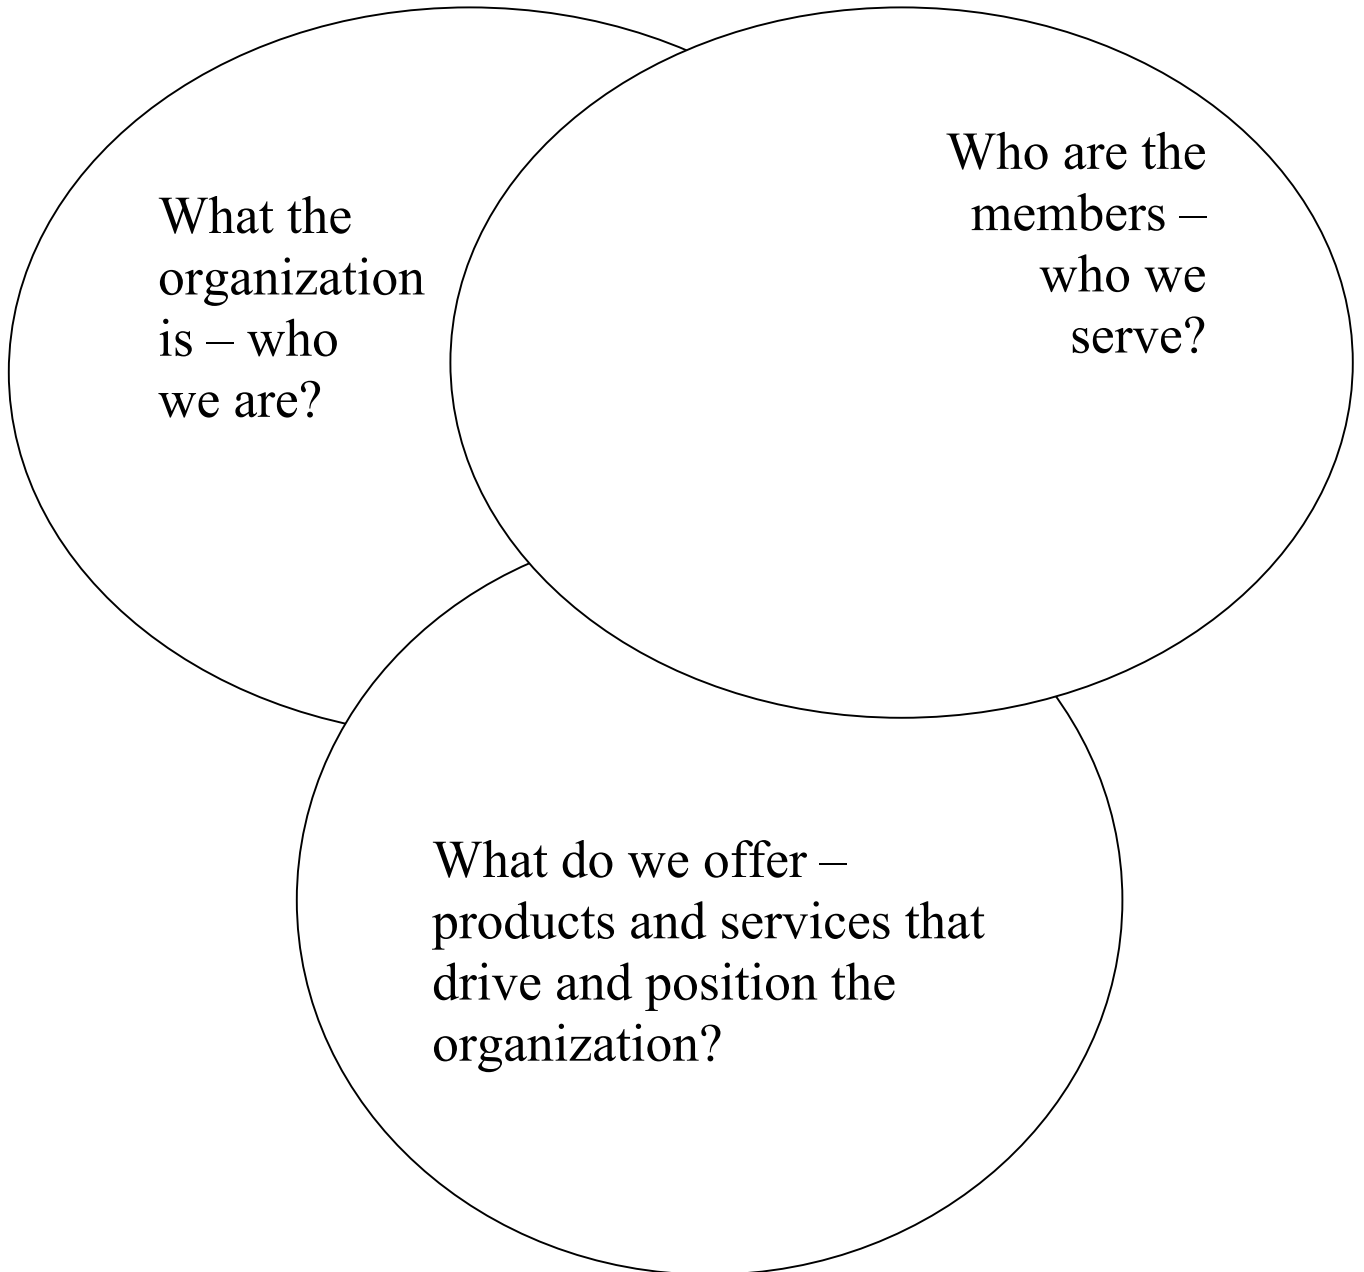 What the
organization
is – who
we are?
Who are the
members –
who we
serve?
What do we offer –
products and services that
drive and position the
organization?